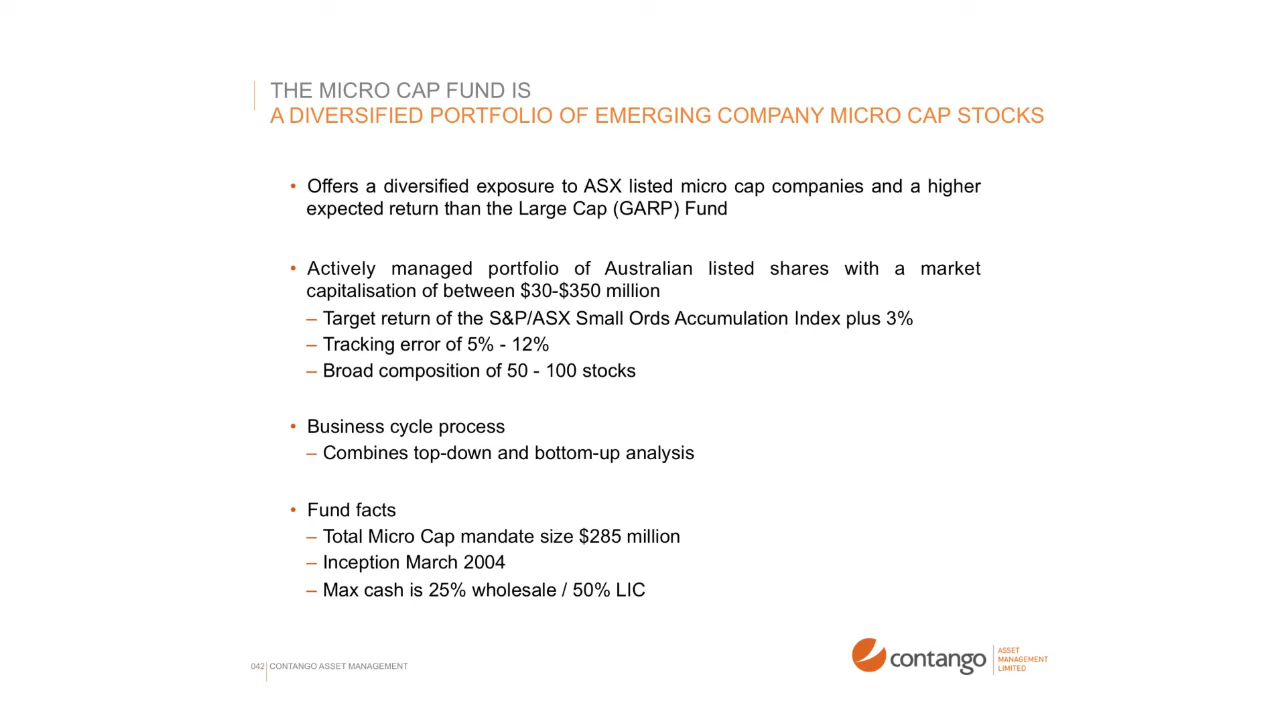 THE MICRO CAP FUND IS
A DIVERSIFIED PORTFOLIO OF EMERGING COMPANY MICRO CAP STOCKS
• Offers a diversified exposure to ASX listed micro cap companies and a higher
expected return than the Large Cap (GARP) Fund
• Actively managed portfolio of Australian listed shares with a market
capitalisation of between $30-$350 million
– Target return of the S&P/ASX Small Ords Accumulation Index plus 3%
– Tracking error of 5% - 12%
– Broad composition of 50 - 100 stocks
• Business cycle process
– Combines top-down and bottom-up analysis
• Fund facts
– Total Micro Cap mandate size $285 million
– Inception March 2004
– Max cash is 25% wholesale / 50% LIC
042 CONTANGO ASSET MANAGEMENT
contango
ASSET
MANAGEMENT
LIMITED